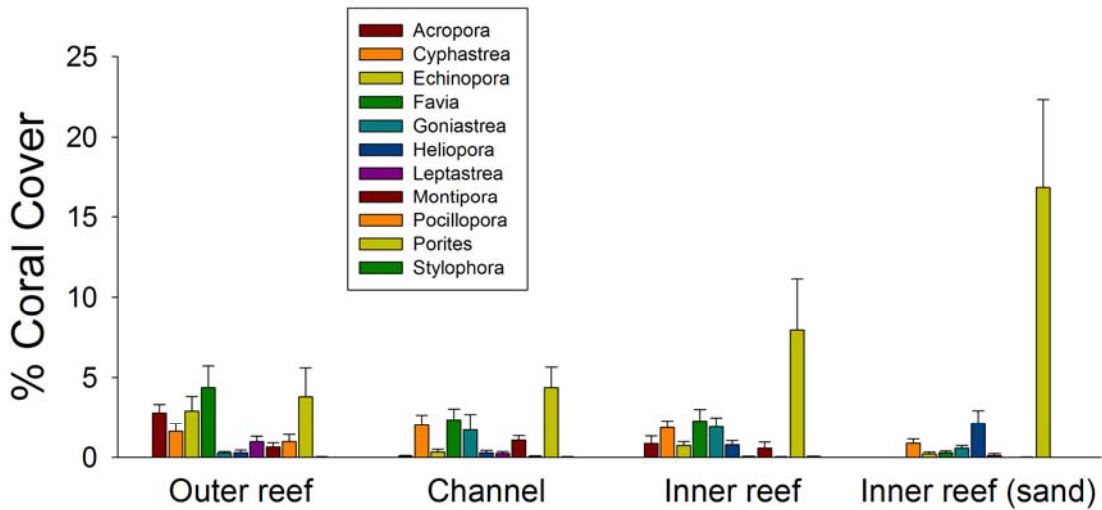 Acropora
Cyphastrea
Echinopora
Favia
Goniastrea
Heliopora
Leptastrea
Montipora
Pocillopora
Porites
Stylophora
% Coral Cover
25
20
15
10
5
0
Outer reef Channel Inner reef Inner reef (sand)